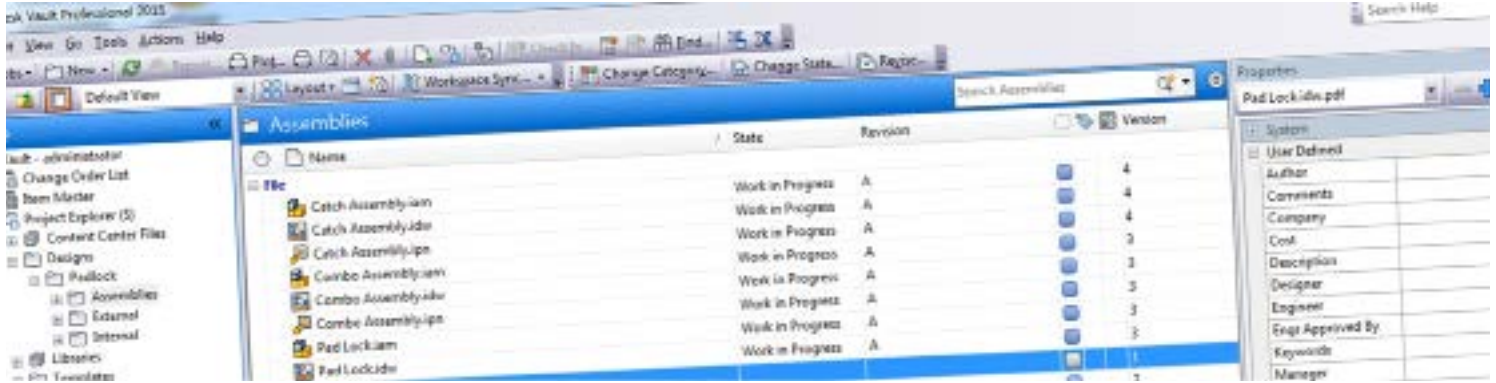 Vault Professional 2015
View Go Tools Actions Help
Search Help
New
Plot...
Find...
Default View
Layout
Workspace Sync...
Change Category...
Change State...
Revise...
Assemblies
Search Assemblies
Properties
Pad Lock.idw.pdf
Name
State
Revision
Version
System
User Defined
Author
Comments
Company
Cost
Description
Designer
Engineer
Engr Approved By
Keywords
Manager
Vault - administrator
Change Order List
Item Master
Project Explorer (S)
Content Center Files
Designs
Padlock
Assemblies
External
Internal
Libraries
Templates
File
Catch Assembly.iam Work in Progress A 4
Catch Assembly.idw Work in Progress A 4
Catch Assembly.ipn Work in Progress A 4
Combo Assembly.iam Work in Progress A 3
Combo Assembly.idw Work in Progress A 3
Combo Assembly.ipn Work in Progress A 3
Pad Lock.iam Work in Progress A 3
Pad Lock.idw